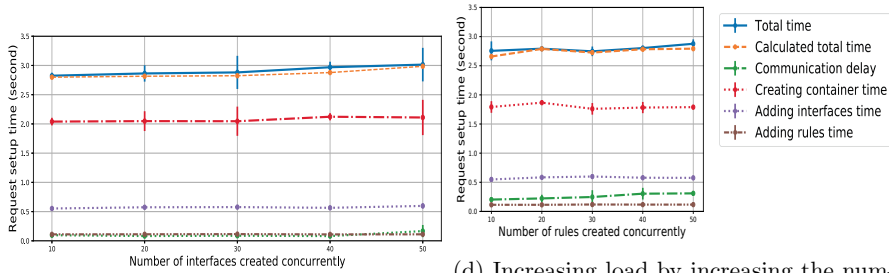 3.5
3.0
2.5
2.0
1.5
1.0
0.5
0.0
10
20
30
40
50
Request setup time (second)
Number of interfaces created concurrently
3.5
3.0
2.5
2.0
1.5
1.0
0.5
0.0
10
20
30
40
50
Request setup time (second)
Number of rules created concurrently
Total time
Calculated total time
Communication delay
Creating container time
Adding interfaces time
Adding rules time
(d) Increasing load by increasing the num